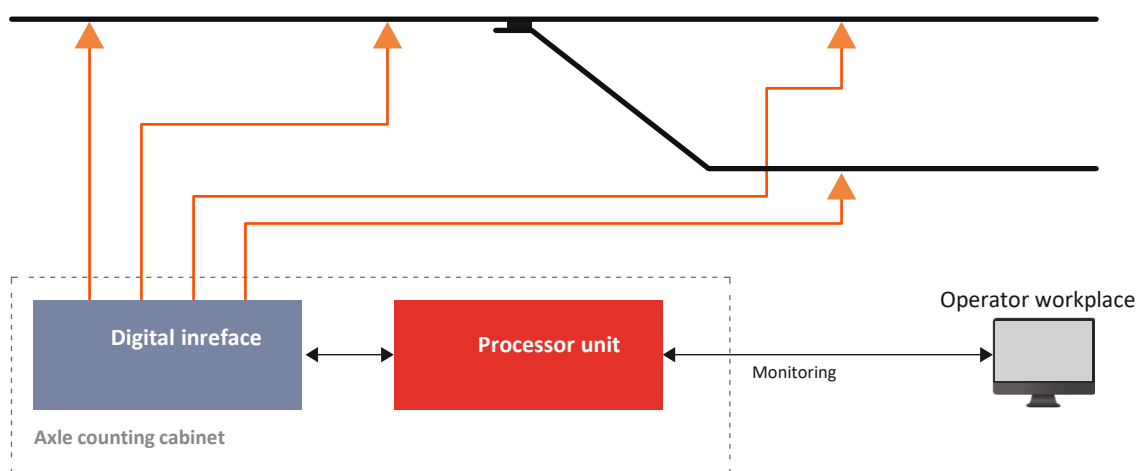 Operator workplace
Digital inreface
Processor unit
Monitoring
Axle counting cabinet